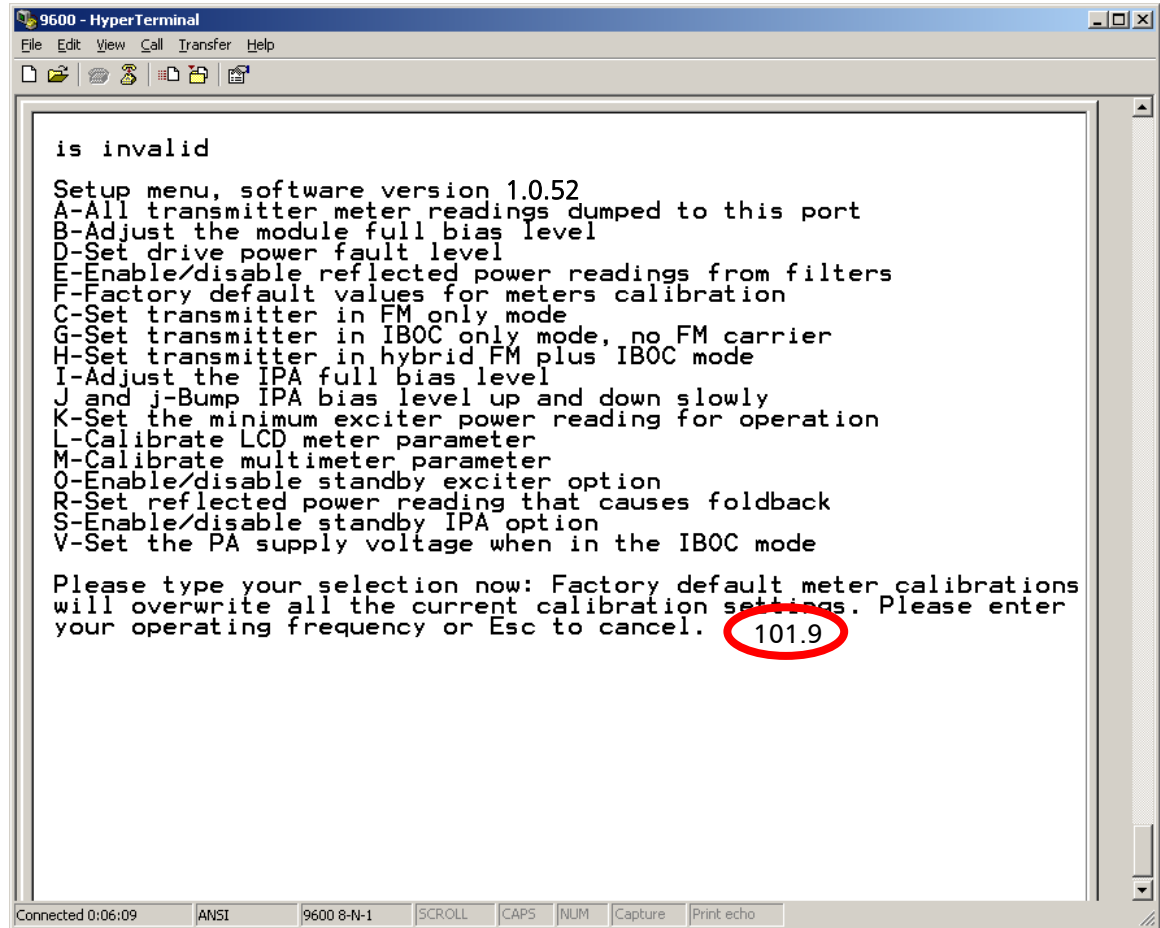 9600 - HyperTerminal
File Edit View Call Transfer Help
is invalid
Setup menu, software version 1.0.52
A-All transmitter meter readings dumped to this port
B-Adjust the module full bias level
D-Set drive power fault level
E-Enable/disable reflected power readings from filters
F-Factory default values for meters calibration
C-Set transmitter in FM only mode
G-Set transmitter in IBOC only mode, no FM carrier
H-Set transmitter in hybrid FM plus IBOC mode
I-Adjust the IPA full bias level
J and j-Bump IPA bias level up and down slowly
K-Set the minimum exciter power reading for operation
L-Calibrate LCD meter parameter
M-Calibrate multimeter parameter
O-Enable/disable standby exciter option
R-Set reflected power reading that causes foldback
S-Enable/disable standby IPA option
V-Set the PA supply voltage when in the IBOC mode
Please type your selection now: Factory default meter calibrations
will overwrite all the current calibration settings. Please enter
your operating frequency or Esc to cancel. 101.9
Connected 0:06:09 ANSI 9600 8-N-1 SCROLL CAPS NUM Capture Print echo